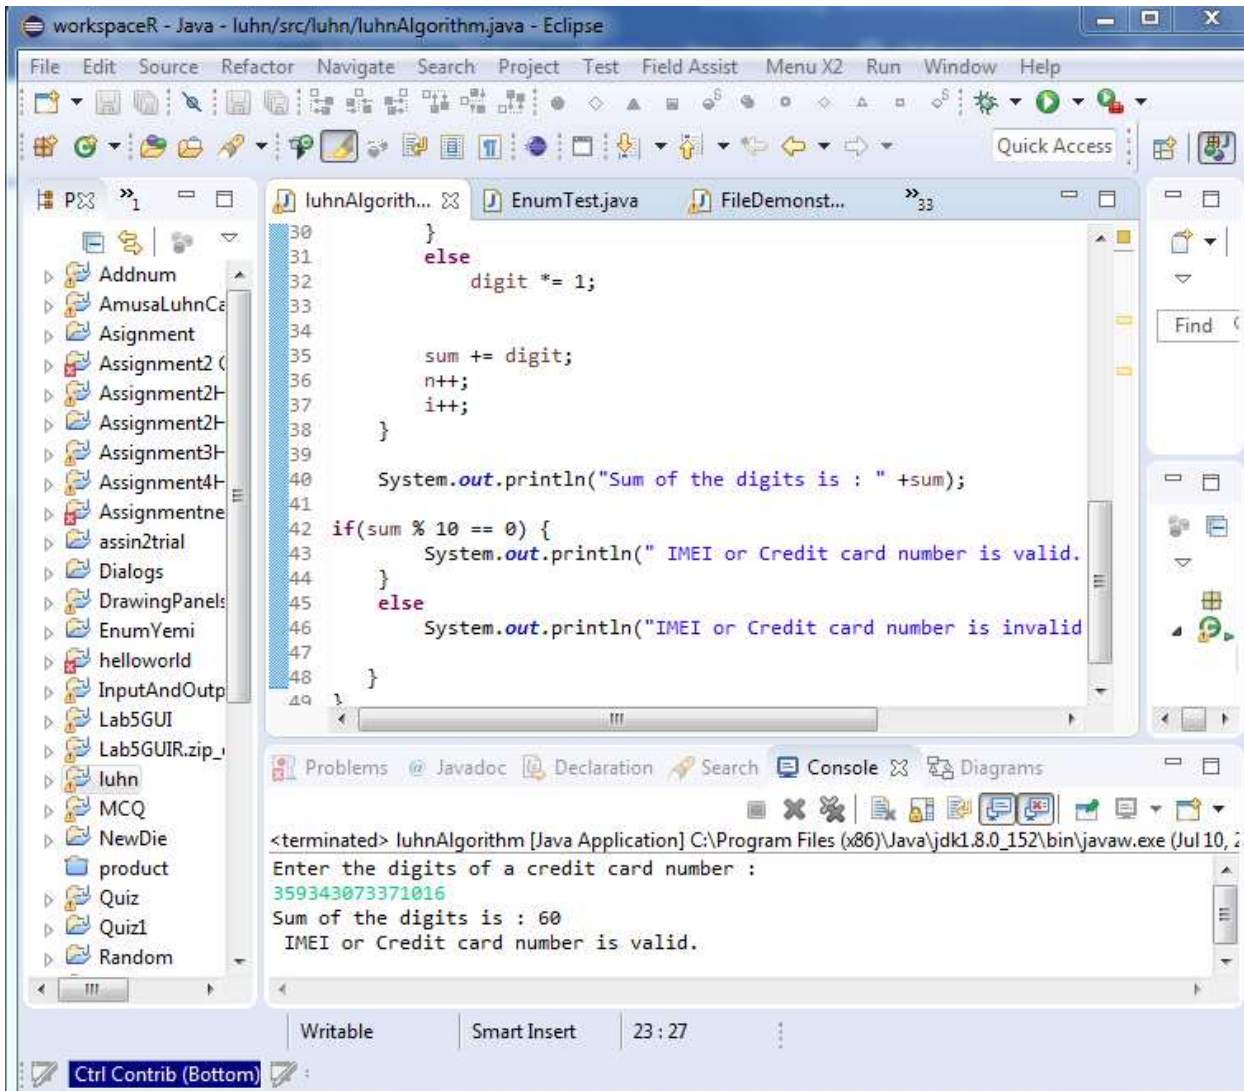 workspaceR - Java - luhn/src/luhn/luhnAlgorithm.java - Eclipse
File Edit Source Refactor Navigate Search Project Test Field Assist Menu X2 Run Window Help
Quick Access
P 1
luhnAlgorith... EnumTest.java FileDemonst... 33
Addnum
AmusaLuhnCa
Asignment
Assignment2 (
Assignment2H
Assignment2H
Assignment3H
Assignment4H
Assignmentne
assin2trial
Dialogs
DrawingPanels
EnumYemi
helloworld
InputAndOutp
Lab5GUI
Lab5GUIR.zip_
luhn
MCQ
NewDie
product
Quiz
Quiz1
Random
30 }
31 else
32 digit *= 1;
33
34
35 sum += digit;
36 n++;
37 i++;
38 }
39
40 System.out.println("Sum of the digits is : " +sum);
41
42 if(sum % 10 == 0) {
43 System.out.println(" IMEI or Credit card number is valid.
44 }
45 else
46 System.out.println("IMEI or Credit card number is invalid
47
48 }
49 }
Find
Problems @ Javadoc Declaration Search Console Diagrams
<terminated> luhnAlgorithm [Java Application] C:\Program Files (x86)\Java\jdk1.8.0_152\bin\javaw.exe (Jul 10, 2
Enter the digits of a credit card number :
359343073371016
Sum of the digits is : 60
IMEI or Credit card number is valid.
Writable Smart Insert 23 : 27
Ctrl Contrib (Bottom)